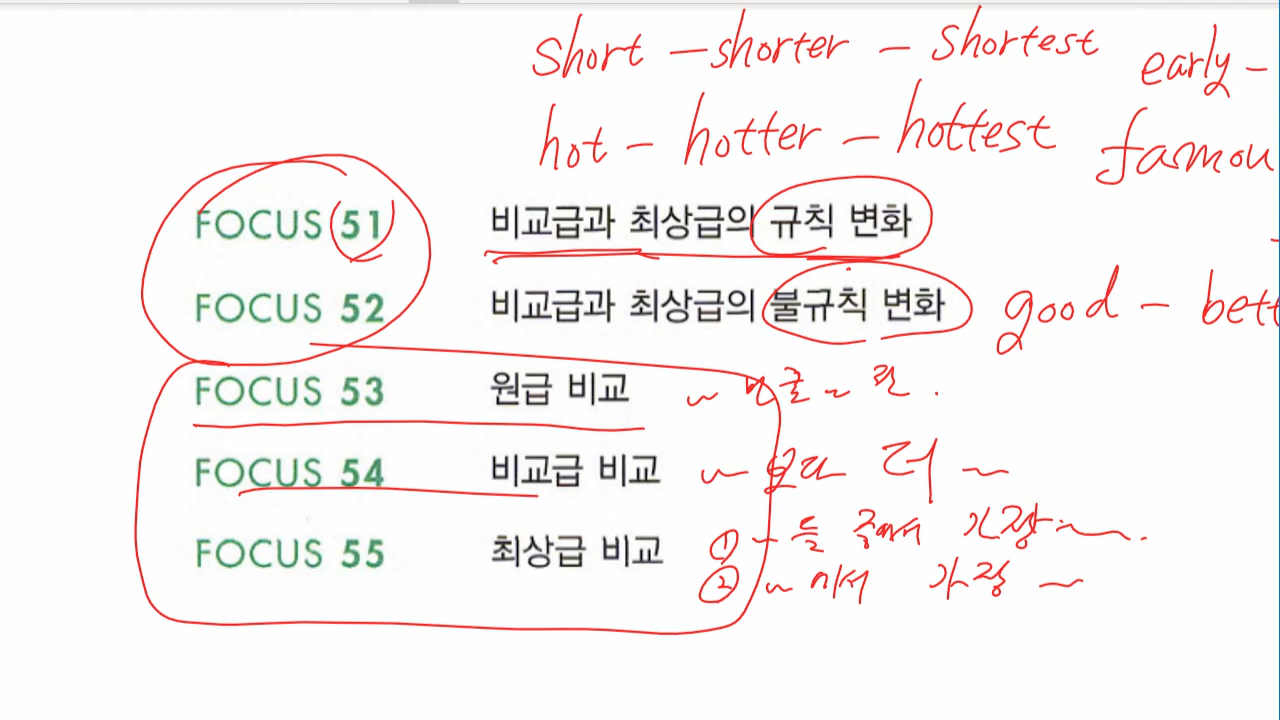 short - shorter - shortest early -
hot - hotter - hottest famou
FOCUS 51 비교급과 최상급의 규칙 변화
FOCUS 52 비교급과 최상급의 불규칙 변화 good - bett
FOCUS 53 원급 비교 ~ 만큼 ~ 한.
FOCUS 54 비교급 비교 ~ 보다 더 ~
FOCUS 55 최상급 비교 ① ~ 들 중에서 가장 ~.
② ~ 에서 가장 ~